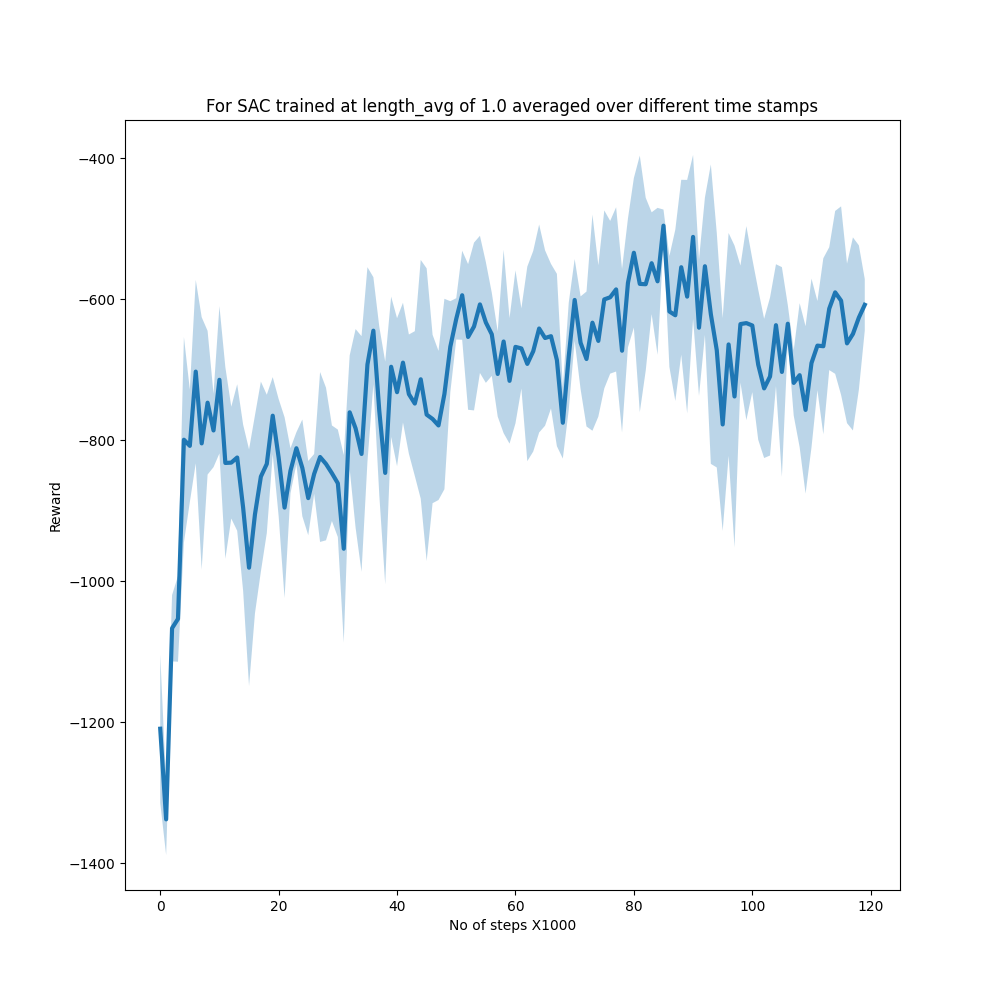 For SAC trained at length_avg of 1.0 averaged over different time stamps
−400
−600
−800
−1000
−1200
−1400
Reward
0 20 40 60 80 100 120
No of steps X1000